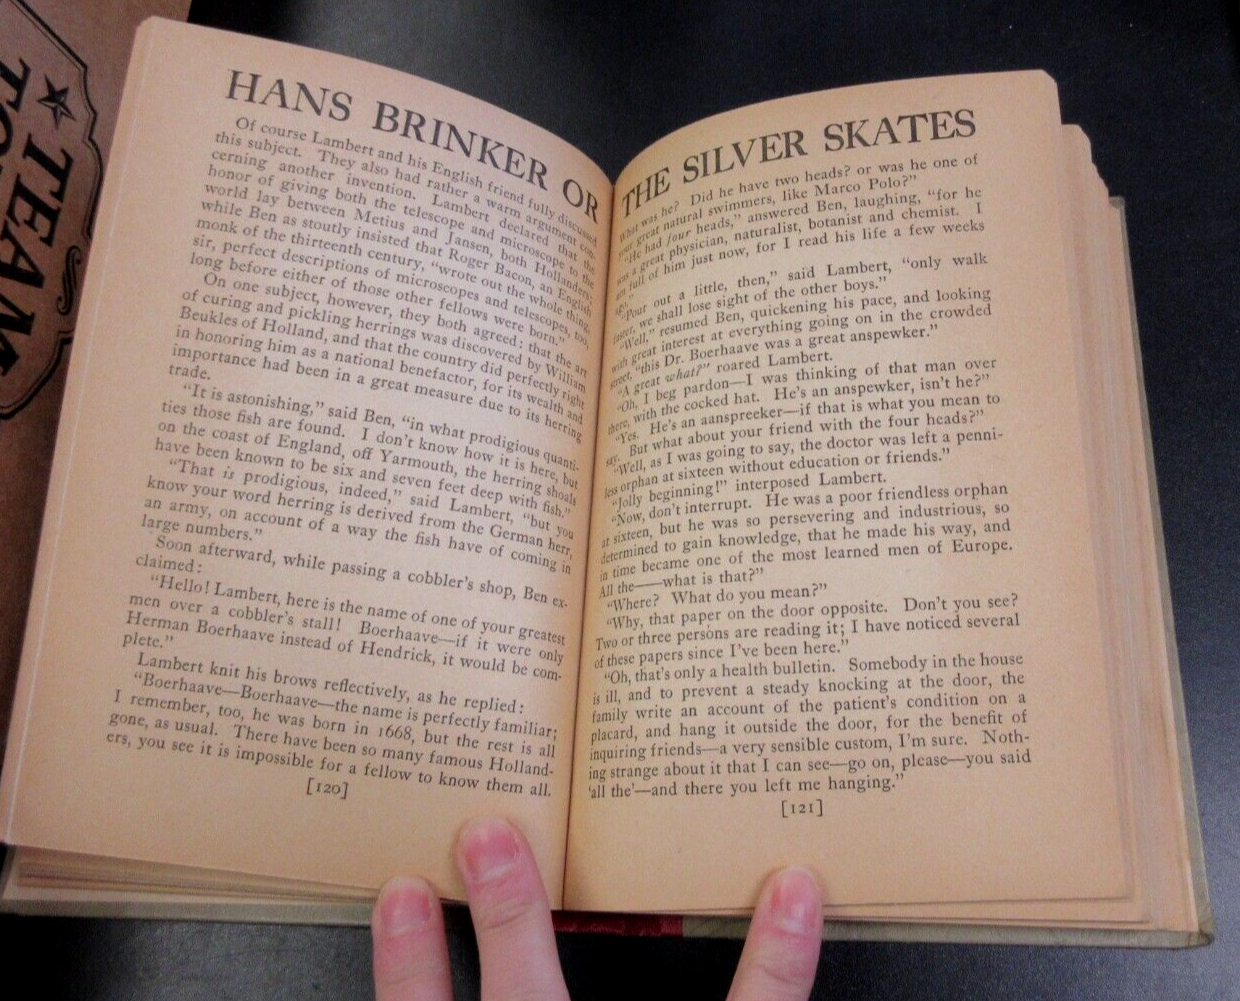 TEAM
HANS BRINKER OR
Of course Lambert and his English friend fully discussed
this subject. They also had rather a warm argument con-
cerning another invention. Lambert declared that the
honor of giving both the telescope and microscope to the
world lay between Metius and Jansen, both Hollanders;
while Ben as stoutly insisted that Roger Bacon, an English
monk of the thirteenth century, "wrote out the whole thing,
sir, perfect descriptions of microscopes and telescopes, too,
long before either of those other fellows were born."
On one subject, however, they both agreed: that the art
of curing and pickling herrings was discovered by William
Beukles of Holland, and that the country did perfectly right
in honoring him as a national benefactor, for its wealth and
importance had been in a great measure due to its herring
trade.
"It is astonishing," said Ben, "in what prodigious quanti-
ties those fish are found. I don't know how it is here, but
on the coast of England, off Yarmouth, the herring shoals
have been known to be six and seven feet deep with fish."
"That is prodigious, indeed," said Lambert, "but you
know your word herring is derived from the German herr,
an army, on account of a way the fish have of coming in
large numbers."
Soon afterward, while passing a cobbler's shop, Ben ex-
claimed:
"Hello! Lambert, here is the name of one of your greatest
men over a cobbler's stall! Boerhaave—if it were only
Herman Boerhaave instead of Hendrick, it would be com-
plete."
Lambert knit his brows reflectively, as he replied:
"Boerhaave—Boerhaave—the name is perfectly familiar;
I remember, too, he was born in 1668, but the rest is all
gone, as usual. There have been so many famous Holland-
ers, you see it is impossible for a fellow to know them all.
[120]
THE SILVER SKATES
What was he? Did he have two heads? or was he one of
your great natural swimmers, like Marco Polo?"
"He had four heads," answered Ben, laughing, "for he
was a great physician, naturalist, botanist and chemist. I
am full of him just now, for I read his life a few weeks
ago."
"Pour out a little, then," said Lambert, "only walk
faster, we shall lose sight of the other boys."
"Well," resumed Ben, quickening his pace, and looking
with great interest at everything going on in the crowded
street, "this Dr. Boerhaave was a great anspewker."
"A great what?" roared Lambert.
"Oh, I beg pardon—I was thinking of that man over
there, with the cocked hat. He's an anspewker, isn't he?"
"Yes. He's an aanspreeker—if that is what you mean to
say. But what about your friend with the four heads?"
"Well, as I was going to say, the doctor was left a penni-
less orphan at sixteen without education or friends."
"Jolly beginning!" interposed Lambert.
"Now, don't interrupt. He was a poor friendless orphan
at sixteen, but he was so persevering and industrious, so
determined to gain knowledge, that he made his way, and
in time became one of the most learned men of Europe.
All the——what is that?"
"Where? What do you mean?"
"Why, that paper on the door opposite. Don't you see?
Two or three persons are reading it; I have noticed several
of these papers since I've been here."
"Oh, that's only a health bulletin. Somebody in the house
is ill, and to prevent a steady knocking at the door, the
family write an account of the patient's condition on a
placard, and hang it outside the door, for the benefit of
inquiring friends—a very sensible custom, I'm sure. Noth-
ing strange about it that I can see—go on, please—you said
'all the'—and there you left me hanging."
[121]